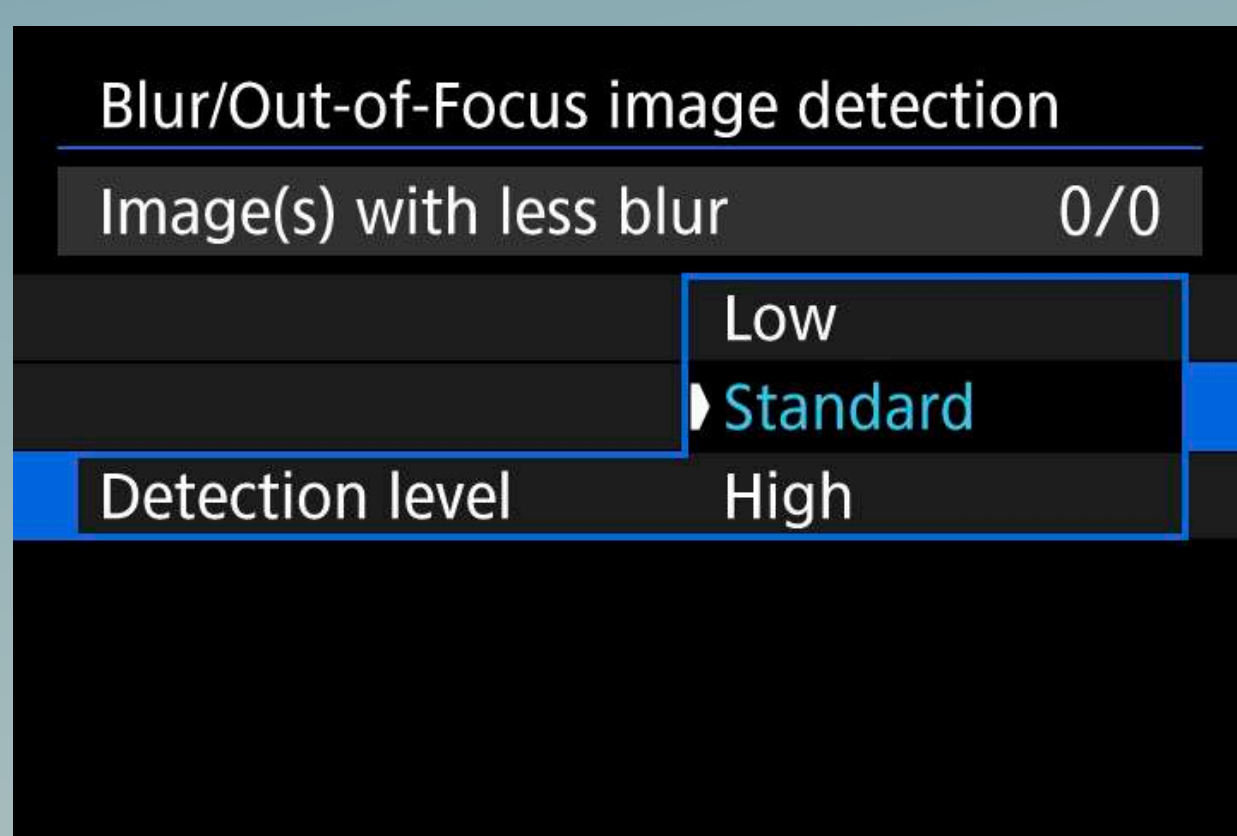 Blur/Out-of-Focus image detection
Image(s) with less blur 0/0
Low
Standard
Detection level High